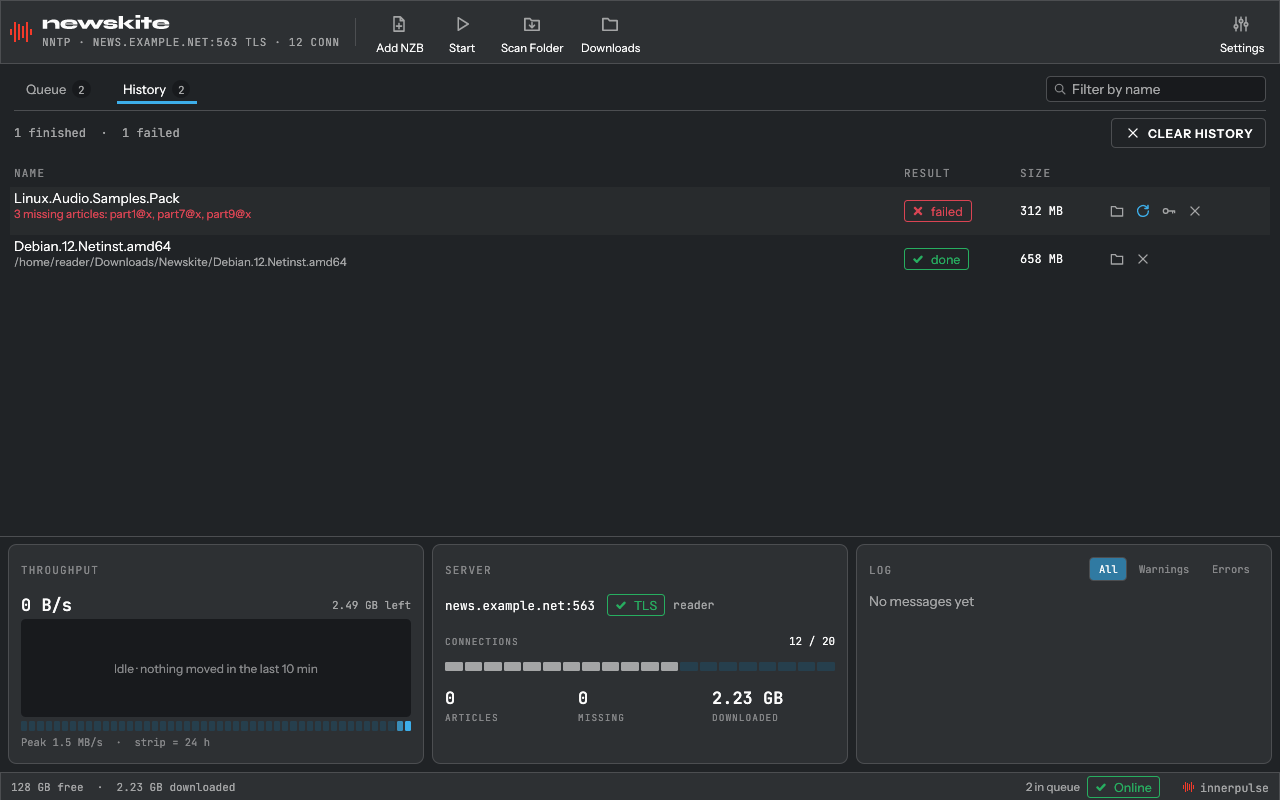 newskite
NNTP · NEWS.EXAMPLE.NET:563 TLS · 12 CONN
Add NZB
Start
Scan Folder
Downloads
Settings
Queue 2
History 2
Filter by name
1 finished · 1 failed
CLEAR HISTORY
NAME
RESULT
SIZE
Linux.Audio.Samples.Pack
3 missing articles: part1@x, part7@x, part9@x
failed
312 MB
Debian.12.Netinst.amd64
/home/reader/Downloads/Newskite/Debian.12.Netinst.amd64
done
658 MB
THROUGHPUT
0 B/s
2.49 GB left
Idle · nothing moved in the last 10 min
Peak 1.5 MB/s · strip = 24 h
SERVER
news.example.net:563
TLS
reader
CONNECTIONS
12 / 20
0
ARTICLES
0
MISSING
2.23 GB
DOWNLOADED
LOG
All
Warnings
Errors
No messages yet
128 GB free · 2.23 GB downloaded
2 in queue
Online
innerpulse